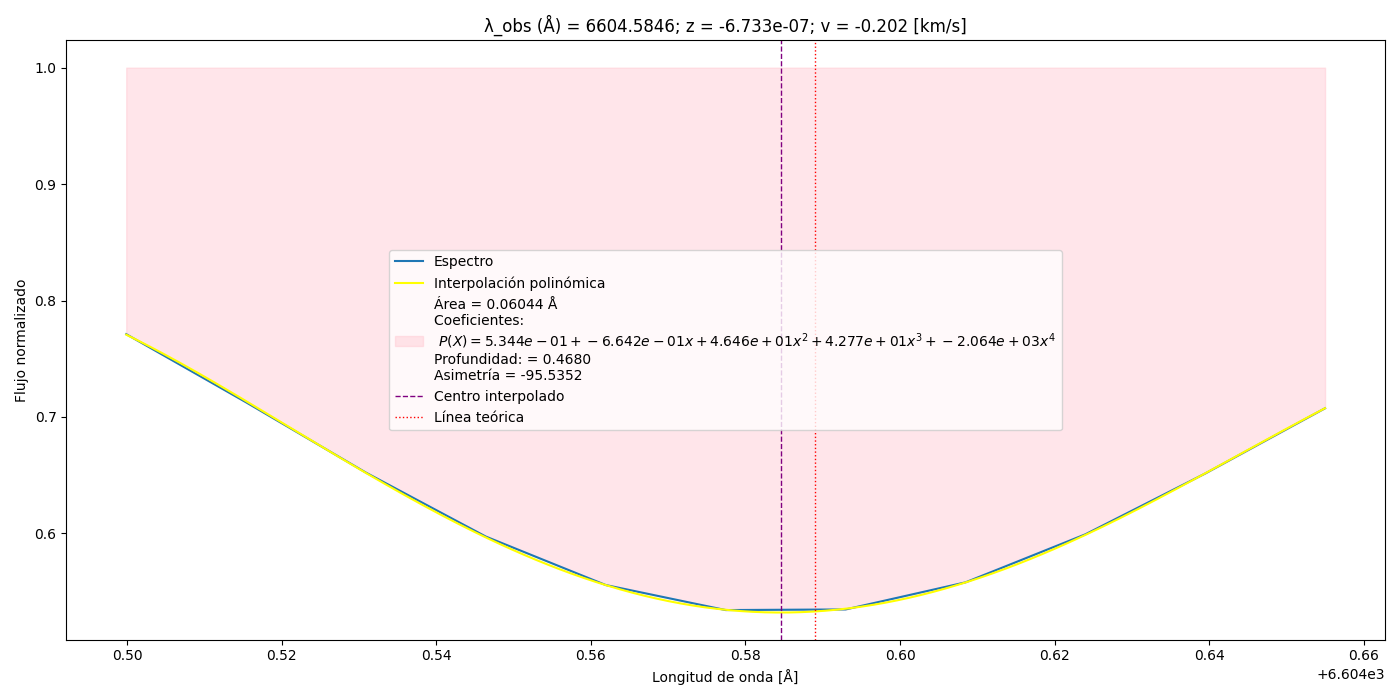 λ_obs (Å) = 6604.5846; z = -6.733e-07; v = -0.202 [km/s]
Flujo normalizado
1.0
0.9
0.8
0.7
0.6
Espectro
Interpolación polinómica
Área = 0.06044 Å
Coeficientes:
P(X) = 5.344e − 01 + −6.642e − 01x + 4.646e + 01x² + 4.277e + 01x³ + −2.064e + 03x⁴
Profundidad: = 0.4680
Asimetría = -95.5352
Centro interpolado
Línea teórica
0.50 0.52 0.54 0.56 0.58 0.60 0.62 0.64 0.66
+6.604e3
Longitud de onda [Å]